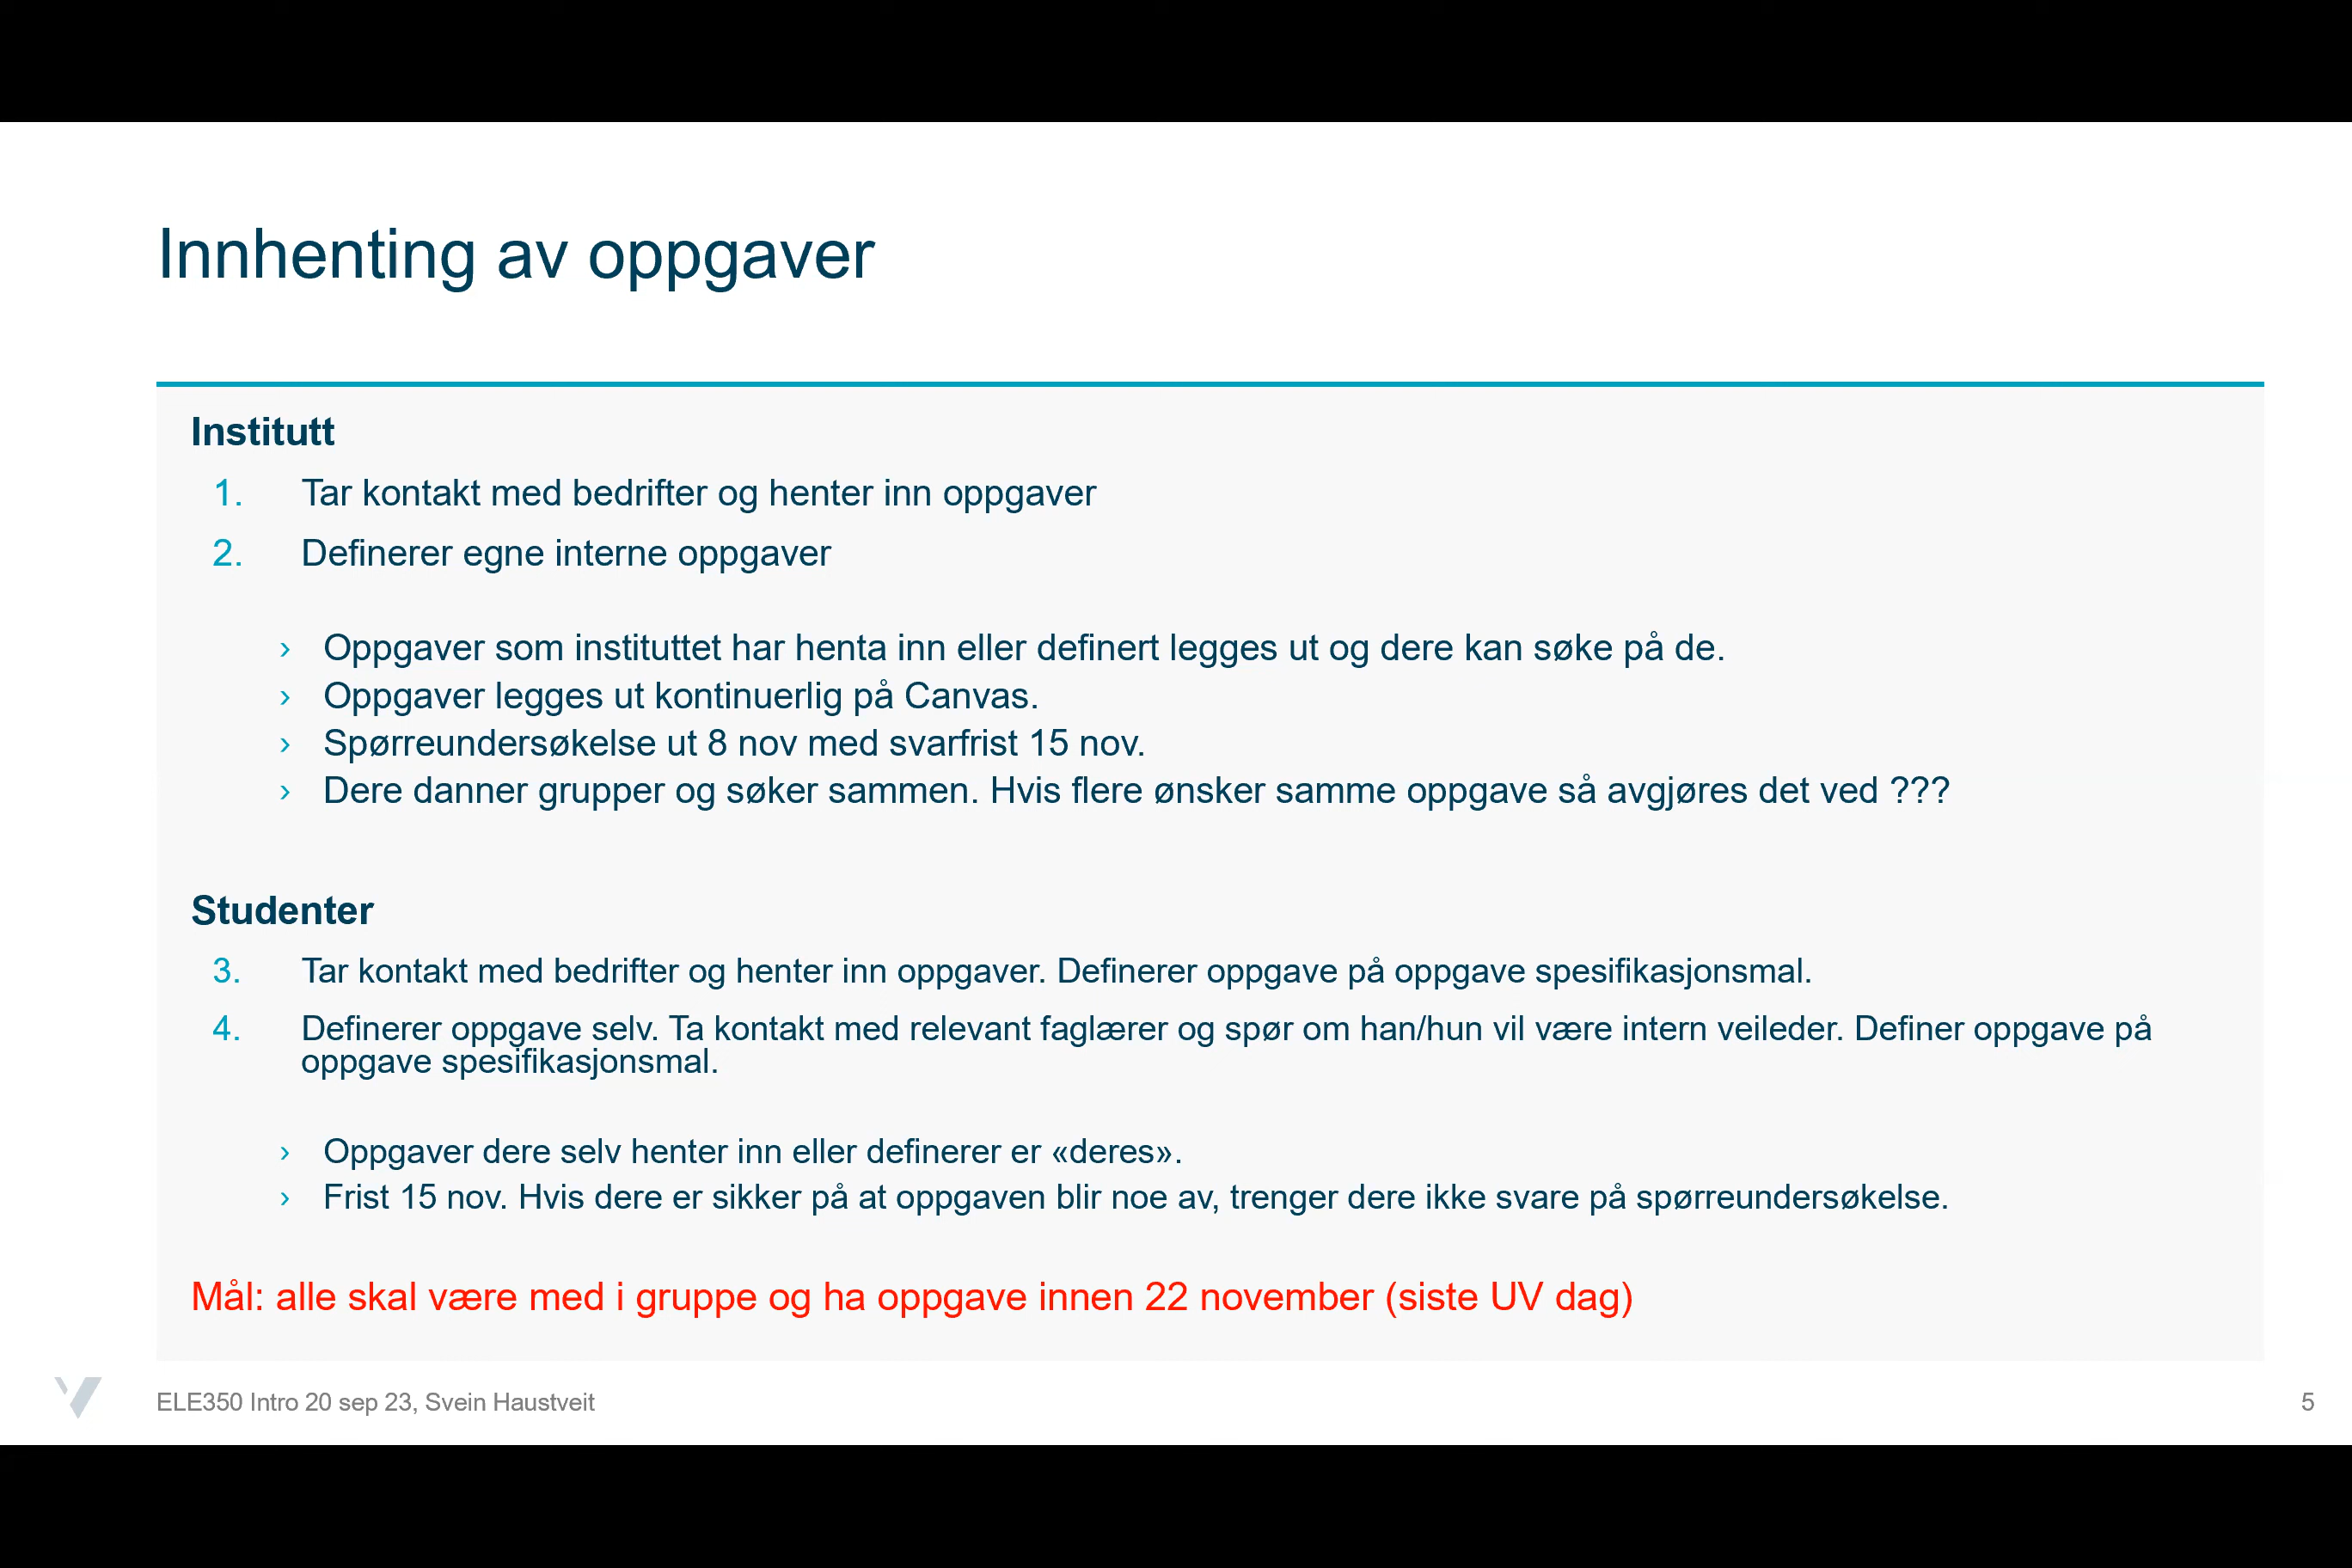 Innhenting av oppgaver
Institutt
1. Tar kontakt med bedrifter og henter inn oppgaver
2. Definerer egne interne oppgaver
› Oppgaver som instituttet har henta inn eller definert legges ut og dere kan søke på de.
› Oppgaver legges ut kontinuerlig på Canvas.
› Spørreundersøkelse ut 8 nov med svarfrist 15 nov.
› Dere danner grupper og søker sammen. Hvis flere ønsker samme oppgave så avgjøres det ved ???
Studenter
3. Tar kontakt med bedrifter og henter inn oppgaver. Definerer oppgave på oppgave spesifikasjonsmal.
4. Definerer oppgave selv. Ta kontakt med relevant faglærer og spør om han/hun vil være intern veileder. Definer oppgave på
oppgave spesifikasjonsmal.
› Oppgaver dere selv henter inn eller definerer er «deres».
› Frist 15 nov. Hvis dere er sikker på at oppgaven blir noe av, trenger dere ikke svare på spørreundersøkelse.
Mål: alle skal være med i gruppe og ha oppgave innen 22 november (siste UV dag)
ELE350 Intro 20 sep 23, Svein Haustveit
5